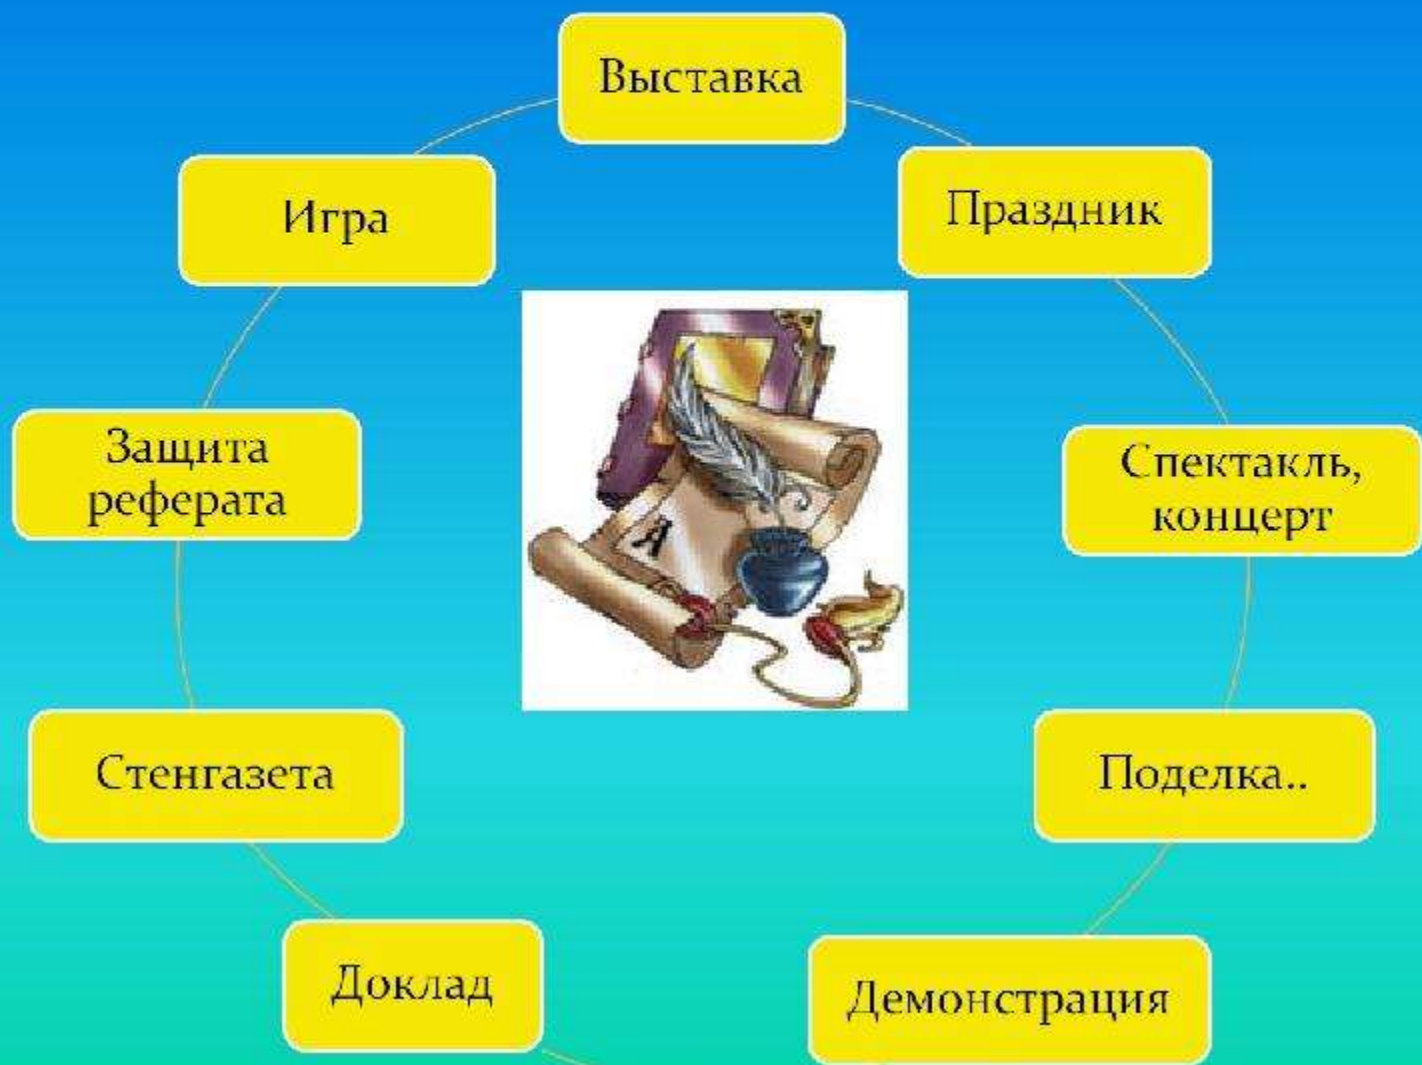 Выставка
Праздник
Спектакль,
концерт
Поделка..
Демонстрация
Доклад
Стенгазета
Защита
реферата
Игра
А